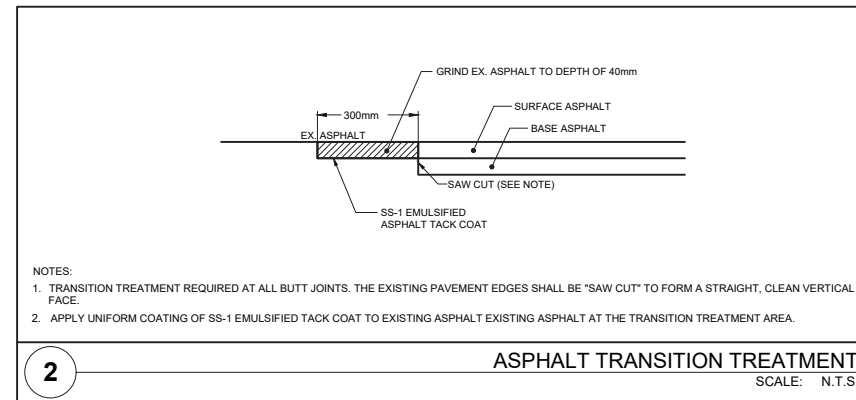 GRIND EX. ASPHALT TO DEPTH OF 40mm
300mm
SURFACE ASPHALT
EX. ASPHALT
BASE ASPHALT
SAW CUT (SEE NOTE)
SS-1 EMULSIFIED
ASPHALT TACK COAT
NOTES:
1. TRANSITION TREATMENT REQUIRED AT ALL BUTT JOINTS. THE EXISTING PAVEMENT EDGES SHALL BE "SAW CUT" TO FORM A STRAIGHT, CLEAN VERTICAL
FACE.
2. APPLY UNIFORM COATING OF SS-1 EMULSIFIED TACK COAT TO EXISTING ASPHALT EXISTING ASPHALT AT THE TRANSITION TREATMENT AREA.
2
ASPHALT TRANSITION TREATMENT
SCALE: N.T.S